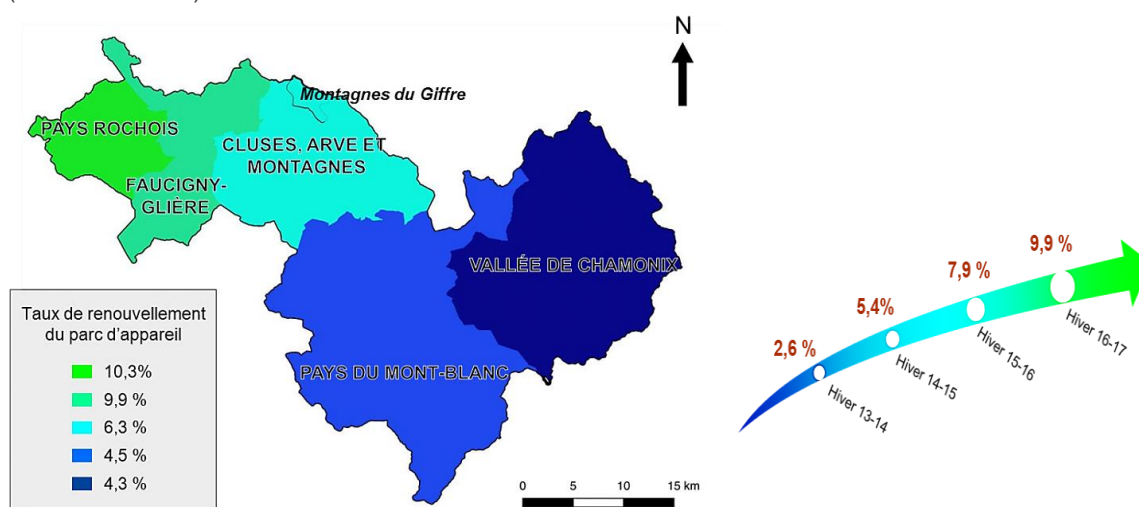 N
Montagnes du Giffre
PAYS ROCHOIS
CLUSES, ARVE ET
MONTAGNES
FAUCIGNY-
GLIÈRE
VALLÉE DE CHAMONIX
PAYS DU MONT-BLANC
Taux de renouvellement
du parc d'appareil
10,3%
9,9 %
6,3 %
4,5 %
4,3 %
0 5 10 15 km
2,6 %
5,4%
7,9 %
9,9 %
Hiver 13-14
Hiver 14-15
Hiver 15-16
Hiver 16-17